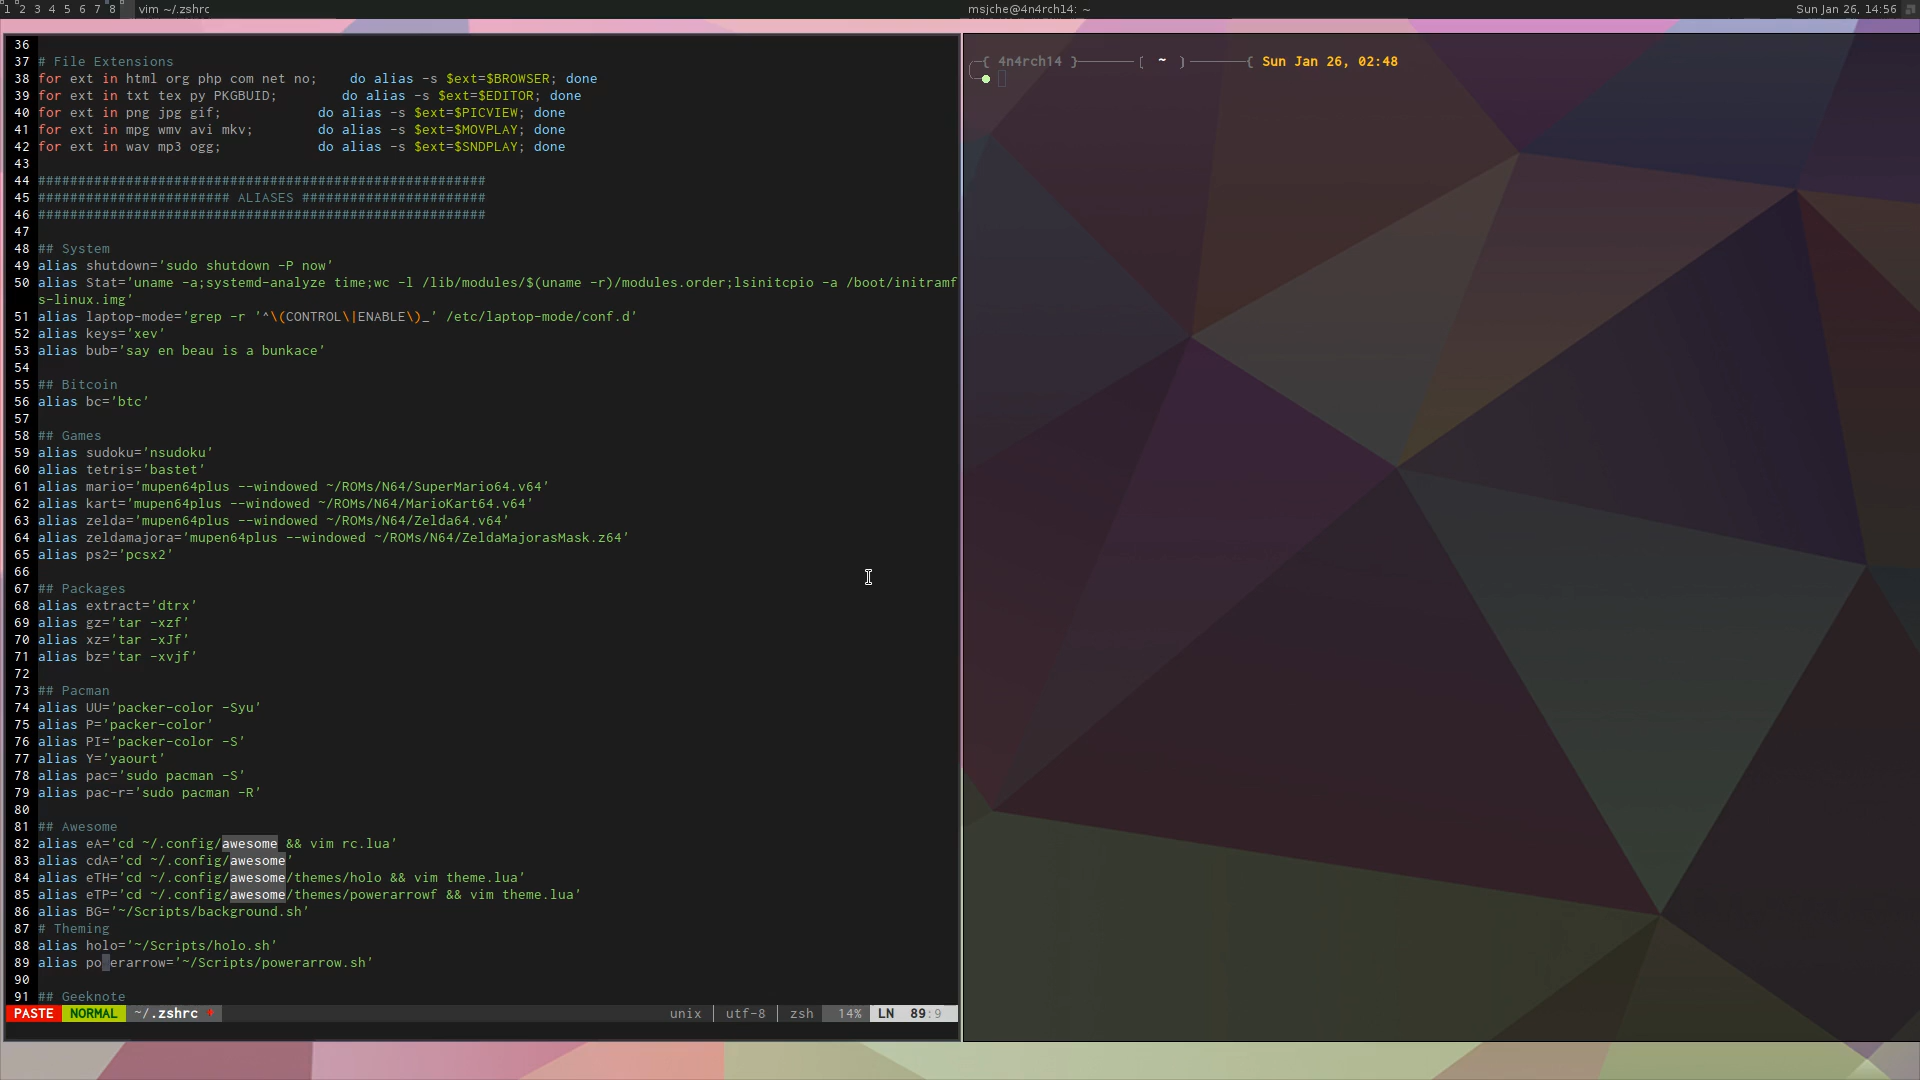 1 2 3 4 5 6 7 8 vim ~/.zshrc
msjche@4n4rch14: ~
Sun Jan 26, 14:56
36
37 # File Extensions
38 for ext in html org php com net no;    do alias -s $ext=$BROWSER; done
39 for ext in txt tex py PKGBUID;        do alias -s $ext=$EDITOR; done
40 for ext in png jpg gif;            do alias -s $ext=$PICVIEW; done
41 for ext in mpg wmv avi mkv;        do alias -s $ext=$MOVPLAY; done
42 for ext in wav mp3 ogg;            do alias -s $ext=$SNDPLAY; done
43
44 ########################################################
45 ######################## ALIASES #######################
46 ########################################################
47
48 ## System
49 alias shutdown='sudo shutdown -P now'
50 alias Stat='uname -a;systemd-analyze time;wc -l /lib/modules/$(uname -r)/modules.order;lsinitcpio -a /boot/initramf
s-linux.img'
51 alias laptop-mode='grep -r '^\(CONTROL\|ENABLE\)_' /etc/laptop-mode/conf.d'
52 alias keys='xev'
53 alias bub='say en beau is a bunkace'
54
55 ## Bitcoin
56 alias bc='btc'
57
58 ## Games
59 alias sudoku='nsudoku'
60 alias tetris='bastet'
61 alias mario='mupen64plus --windowed ~/ROMs/N64/SuperMario64.v64'
62 alias kart='mupen64plus --windowed ~/ROMs/N64/MarioKart64.v64'
63 alias zelda='mupen64plus --windowed ~/ROMs/N64/Zelda64.v64'
64 alias zeldamajora='mupen64plus --windowed ~/ROMs/N64/ZeldaMajorasMask.z64'
65 alias ps2='pcsx2'
66
67 ## Packages
68 alias extract='dtrx'
69 alias gz='tar -xzf'
70 alias xz='tar -xJf'
71 alias bz='tar -xvjf'
72
73 ## Pacman
74 alias UU='packer-color -Syu'
75 alias P='packer-color'
76 alias PI='packer-color -S'
77 alias Y='yaourt'
78 alias pac='sudo pacman -S'
79 alias pac-r='sudo pacman -R'
80
81 ## Awesome
82 alias eA='cd ~/.config/awesome && vim rc.lua'
83 alias cdA='cd ~/.config/awesome'
84 alias eTH='cd ~/.config/awesome/themes/holo && vim theme.lua'
85 alias eTP='cd ~/.config/awesome/themes/powerarrowf && vim theme.lua'
86 alias BG='~/Scripts/background.sh'
87 # Theming
88 alias holo='~/Scripts/holo.sh'
89 alias po erarrow='~/Scripts/powerarrow.sh'
90
91 ## Geeknote
PASTE NORMAL ~/.zshrc + unix | utf-8 | zsh 14% LN 89:9
{ 4n4rch14 } [ ~ ) { Sun Jan 26, 02:48